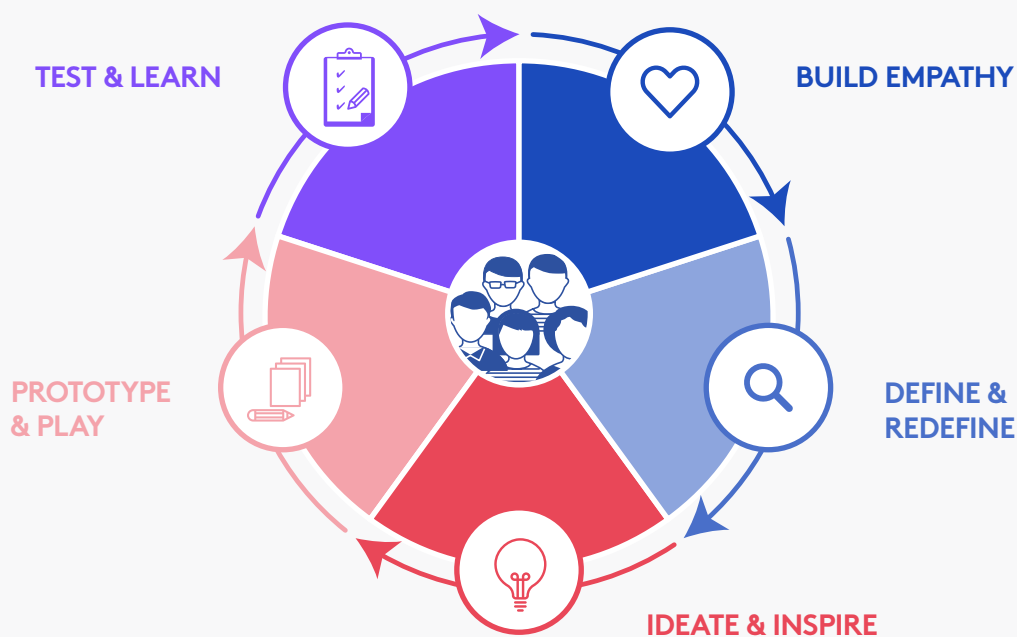 TEST & LEARN
BUILD EMPATHY
PROTOTYPE
& PLAY
DEFINE &
REDEFINE
IDEATE & INSPIRE